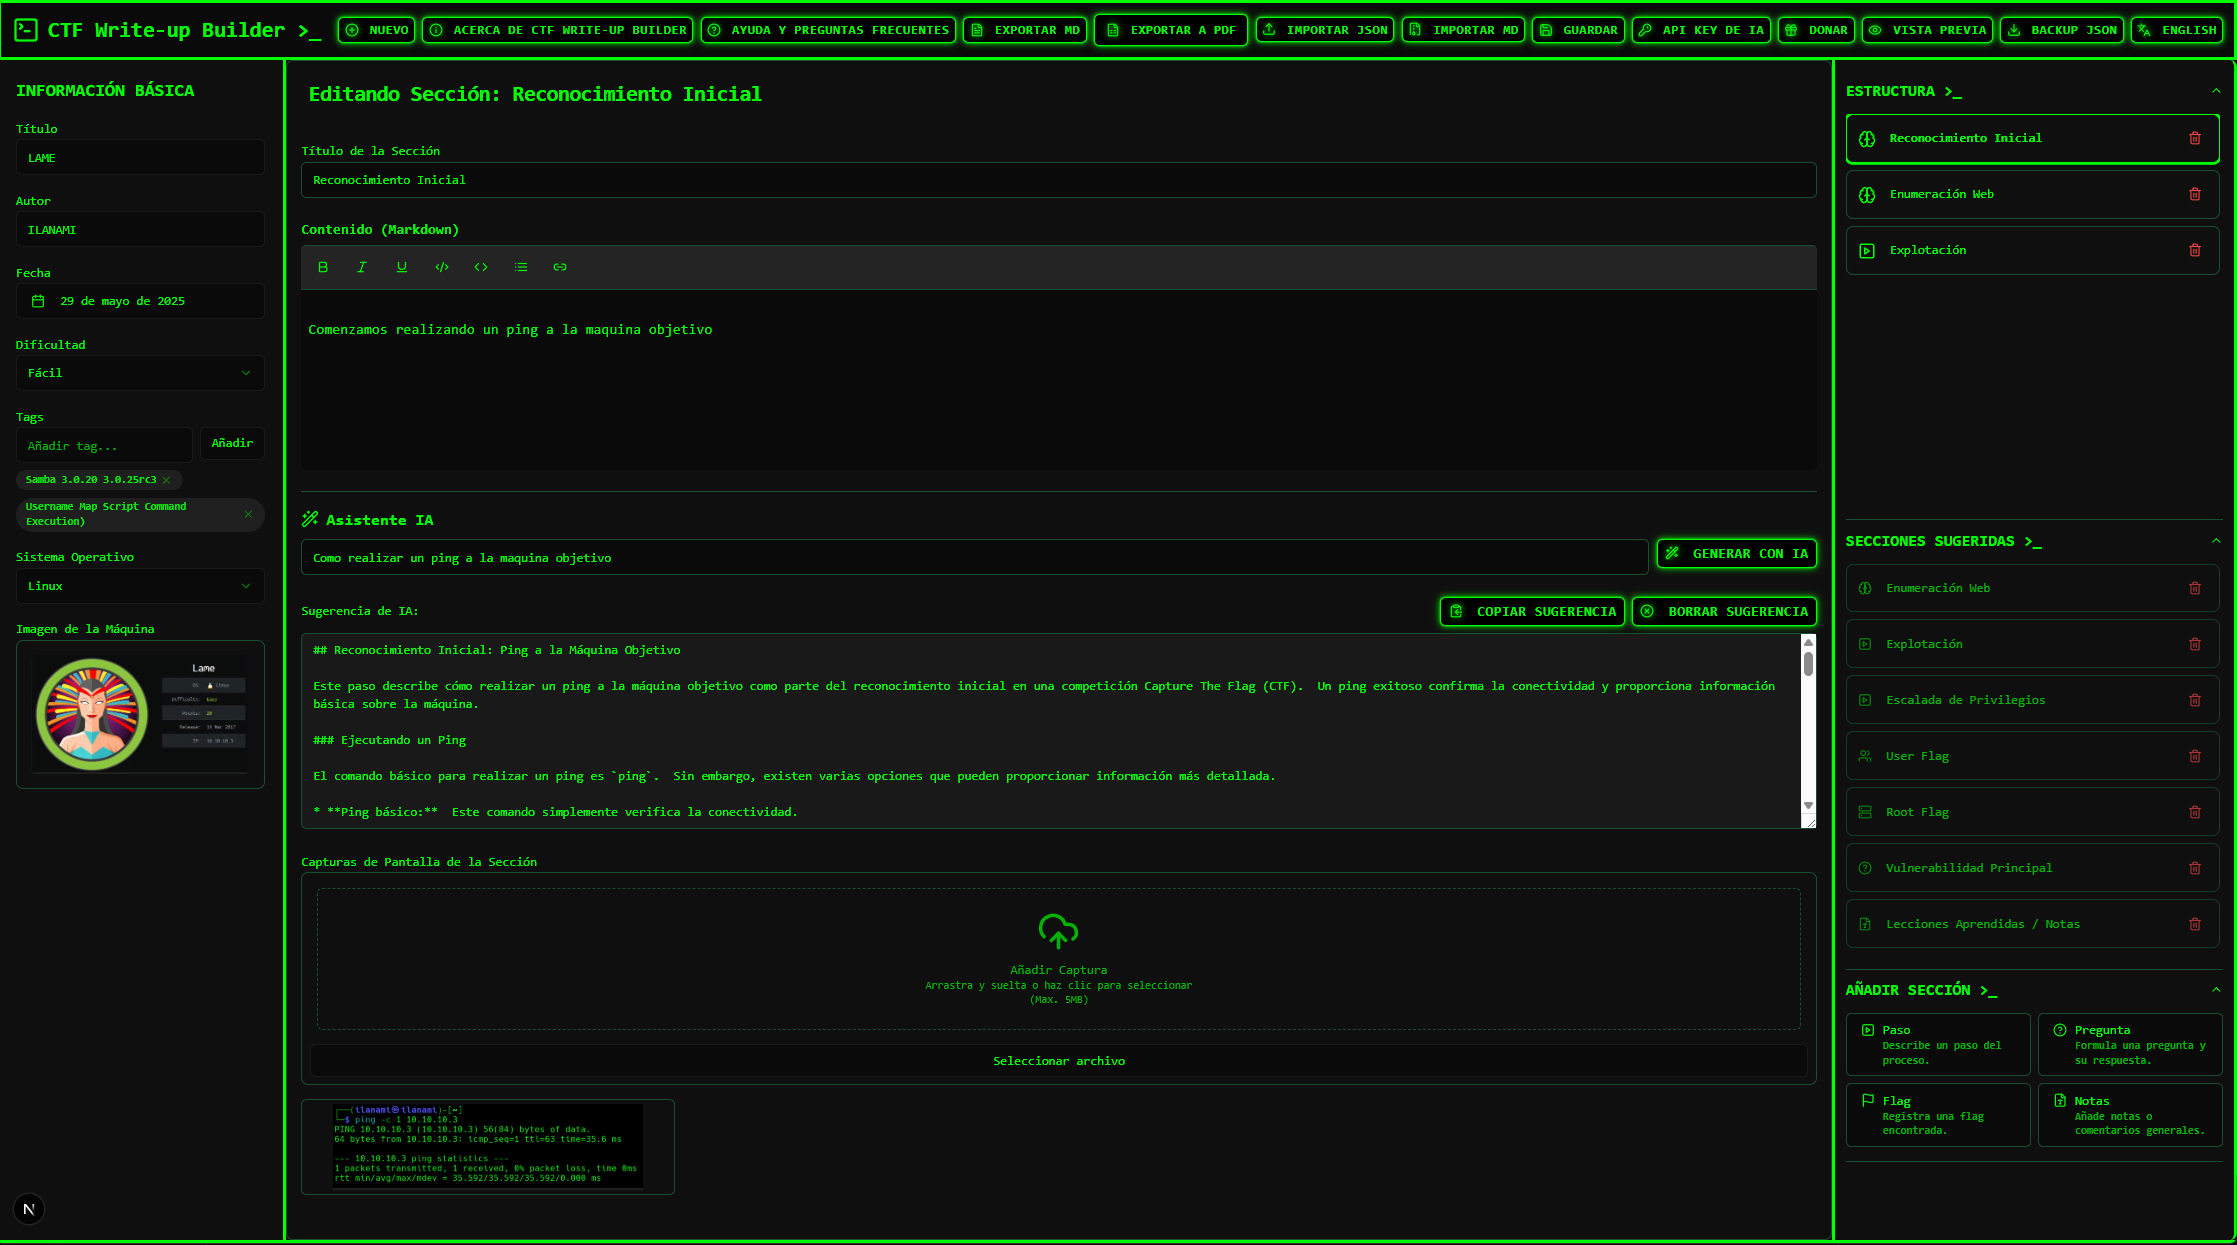 CTF Write-up Builder >_
NUEVO
ACERCA DE CTF WRITE-UP BUILDER
AYUDA Y PREGUNTAS FRECUENTES
EXPORTAR MD
EXPORTAR A PDF
IMPORTAR JSON
IMPORTAR MD
GUARDAR
API KEY DE IA
DONAR
VISTA PREVIA
BACKUP JSON
ENGLISH
INFORMACIÓN BÁSICA
Título
LAME
Autor
ILANAMI
Fecha
29 de mayo de 2025
Dificultad
Fácil
Tags
Añadir tag...
Añadir
Samba 3.0.20 3.0.25rc3
Username Map Script Command
Execution)
Sistema Operativo
Linux
Imagen de la Máquina
Lame
OS: Linux
Difficulty: Easy
Points: 20
Release: 14 Mar 2017
IP: 10.10.10.3
N
Editando Sección: Reconocimiento Inicial
Título de la Sección
Reconocimiento Inicial
Contenido (Markdown)
Comenzamos realizando un ping a la maquina objetivo
Asistente IA
Como realizar un ping a la maquina objetivo
GENERAR CON IA
Sugerencia de IA:
COPIAR SUGERENCIA
BORRAR SUGERENCIA
## Reconocimiento Inicial: Ping a la Máquina Objetivo
Este paso describe cómo realizar un ping a la máquina objetivo como parte del reconocimiento inicial en una competición Capture The Flag (CTF).  Un ping exitoso confirma la conectividad y proporciona información
básica sobre la máquina.
### Ejecutando un Ping
El comando básico para realizar un ping es `ping`.  Sin embargo, existen varias opciones que pueden proporcionar información más detallada.
* **Ping básico:**  Este comando simplemente verifica la conectividad.
Capturas de Pantalla de la Sección
Añadir Captura
Arrastra y suelta o haz clic para seleccionar
(Max. 5MB)
Seleccionar archivo
┌──(ilanami㉿ilanami)-[~]
└─$ ping -c 1 10.10.10.3
PING 10.10.10.3 (10.10.10.3) 56(84) bytes of data.
64 bytes from 10.10.10.3: icmp_seq=1 ttl=63 time=35.6 ms
--- 10.10.10.3 ping statistics ---
1 packets transmitted, 1 received, 0% packet loss, time 0ms
rtt min/avg/max/mdev = 35.592/35.592/35.592/0.000 ms
ESTRUCTURA >_
Reconocimiento Inicial
Enumeración Web
Explotación
SECCIONES SUGERIDAS >_
Enumeración Web
Explotación
Escalada de Privilegios
User Flag
Root Flag
Vulnerabilidad Principal
Lecciones Aprendidas / Notas
AÑADIR SECCIÓN >_
Paso
Describe un paso del
proceso.
Pregunta
Formula una pregunta y
su respuesta.
Flag
Registra una flag
encontrada.
Notas
Añade notas o
comentarios generales.